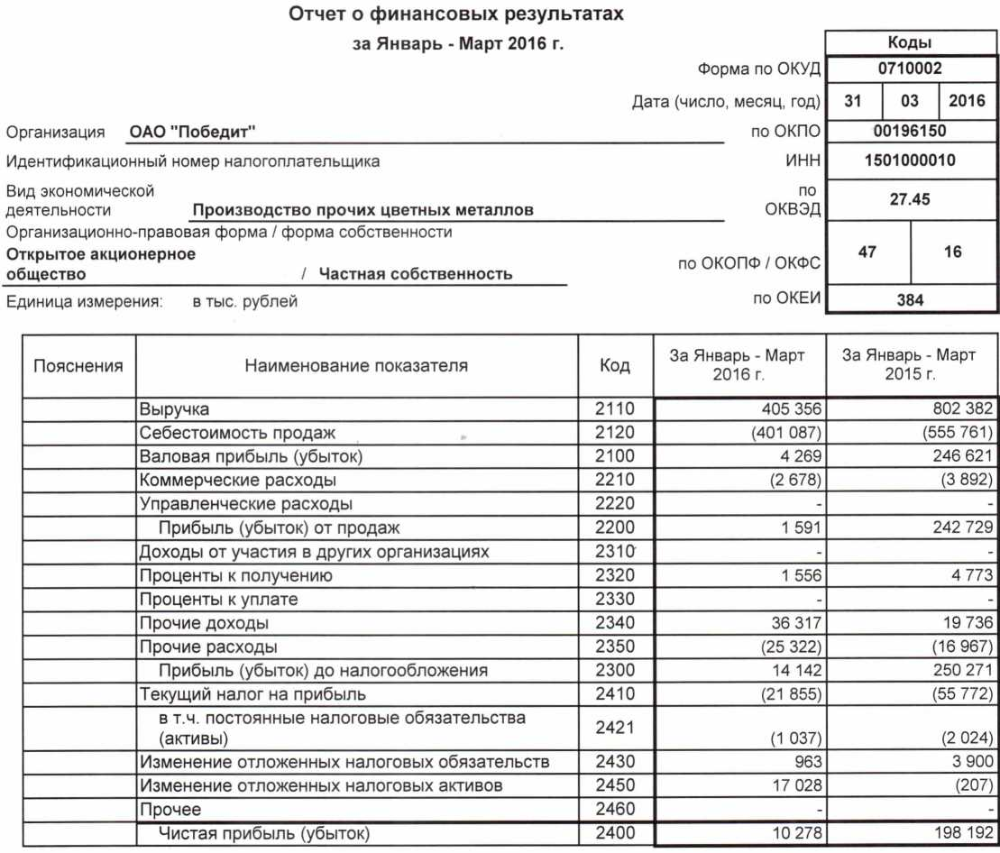 Отчет о финансовых результатах
за Январь - Март 2016 г.
Коды
Форма по ОКУД 0710002
Дата (число, месяц, год) 31 03 2016
Организация ОАО "Победит" по ОКПО 00196150
Идентификационный номер налогоплательщика ИНН 1501000010
Вид экономической
деятельности Производство прочих цветных металлов
по
ОКВЭД
27.45
Организационно-правовая форма / форма собственности
Открытое акционерное
общество / Частная собственность
по ОКОПФ / ОКФС 47 16
Единица измерения: в тыс. рублей по ОКЕИ 384
Пояснения Наименование показателя Код За Январь - Март 2016 г. За Январь - Март 2015 г.
Выручка 2110 405 356 802 382
Себестоимость продаж 2120 (401 087) (555 761)
Валовая прибыль (убыток) 2100 4 269 246 621
Коммерческие расходы 2210 (2 678) (3 892)
Управленческие расходы 2220 - -
Прибыль (убыток) от продаж 2200 1 591 242 729
Доходы от участия в других организациях 2310 - -
Проценты к получению 2320 1 556 4 773
Проценты к уплате 2330 - -
Прочие доходы 2340 36 317 19 736
Прочие расходы 2350 (25 322) (16 967)
Прибыль (убыток) до налогообложения 2300 14 142 250 271
Текущий налог на прибыль 2410 (21 855) (55 772)
в т.ч. постоянные налоговые обязательства
(активы) 2421 (1 037) (2 024)
Изменение отложенных налоговых обязательств 2430 963 3 900
Изменение отложенных налоговых активов 2450 17 028 (207)
Прочее 2460 - -
Чистая прибыль (убыток) 2400 10 278 198 192